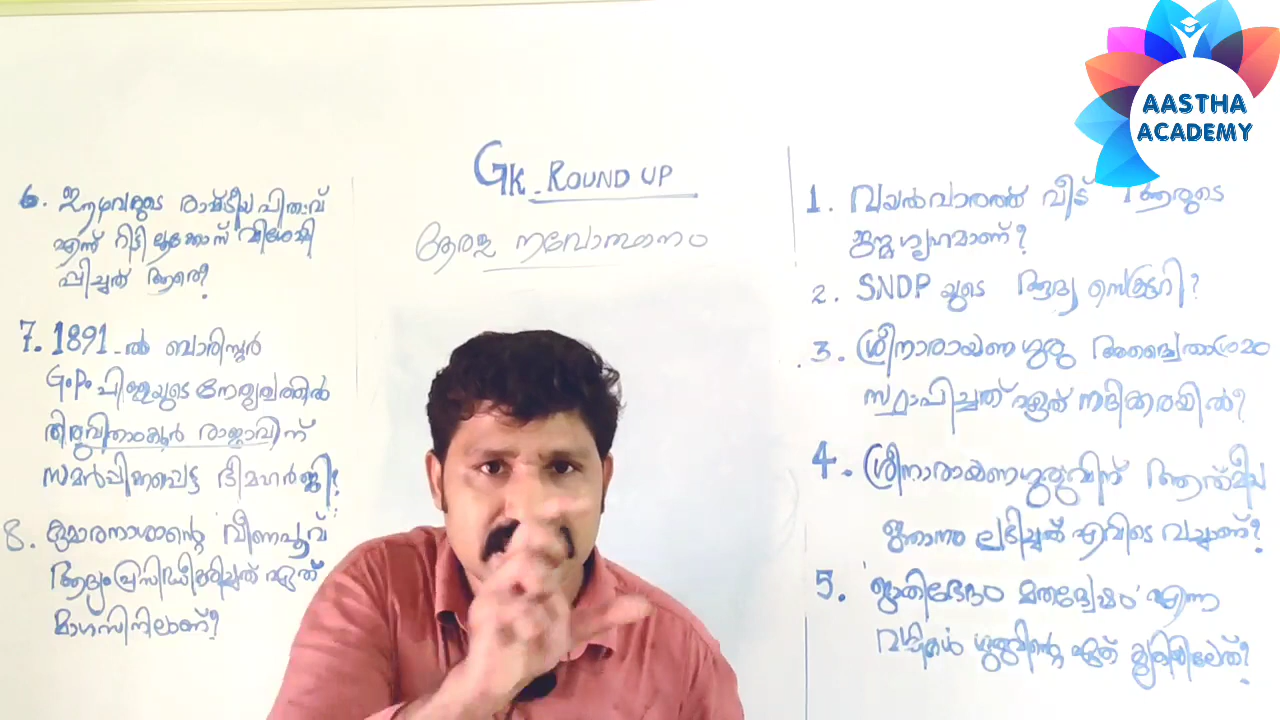 AASTHA
ACADEMY
GK ROUND UP
കേരള നവോത്ഥാനം
1. വയൽവാരത്ത് വീട് ആരുടെ
ജന്മഗൃഹമാണ്?
2. SNDP യുടെ ആദ്യ സെക്രട്ടറി?
3. ശ്രീനാരായണ ഗുരു അദ്വൈതാശ്രമം
സ്ഥാപിച്ചത് ഏത് നദിക്കരയിൽ?
4. ശ്രീനാരായണഗുരുവിന് ആത്മീയ
ജ്ഞാനം ലഭിച്ചത് എവിടെ വച്ചാണ്?
5. 'ജാതിഭേദം മതദ്വേഷം' എന്ന
വരികൾ ഗുരുവിന്റെ ഏത് കൃതിയിലേത്?
6. ഈഴവരുടെ രാഷ്ട്രീയ പിതാവ്
എന്ന് റിട്ടി ലൂക്കോസ് വിശേഷി
പ്പിച്ചത് ആരെ?
7. 1891-ൽ ബാരിസ്റ്റർ
G.P. പിള്ളയുടെ നേതൃത്വത്തിൽ
തിരുവിതാംകൂർ രാജാവിന്
സമർപ്പിക്കപ്പെട്ട ഭീമഹർജി?
8. കുമാരനാശാന്റെ 'വീണപൂവ്'
ആദ്യം പ്രസിദ്ധീകരിച്ചത് ഏത്
മാഗസിനിലാണ്?